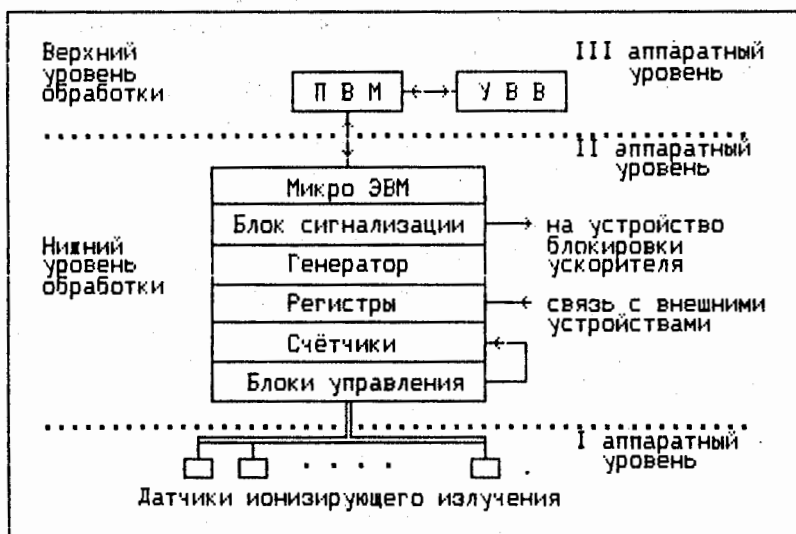 Верхний
уровень
обработки
III аппаратный
уровень
П В М
У В В
II аппаратный
уровень
Микро ЭВМ
Блок сигнализации
на устройство
блокировки
ускорителя
Нижний
уровень
обработки
Генератор
Регистры
связь с внешними
устройствами
Счётчики
Блоки управления
I аппаратный
уровень
Датчики ионизирующего излучения